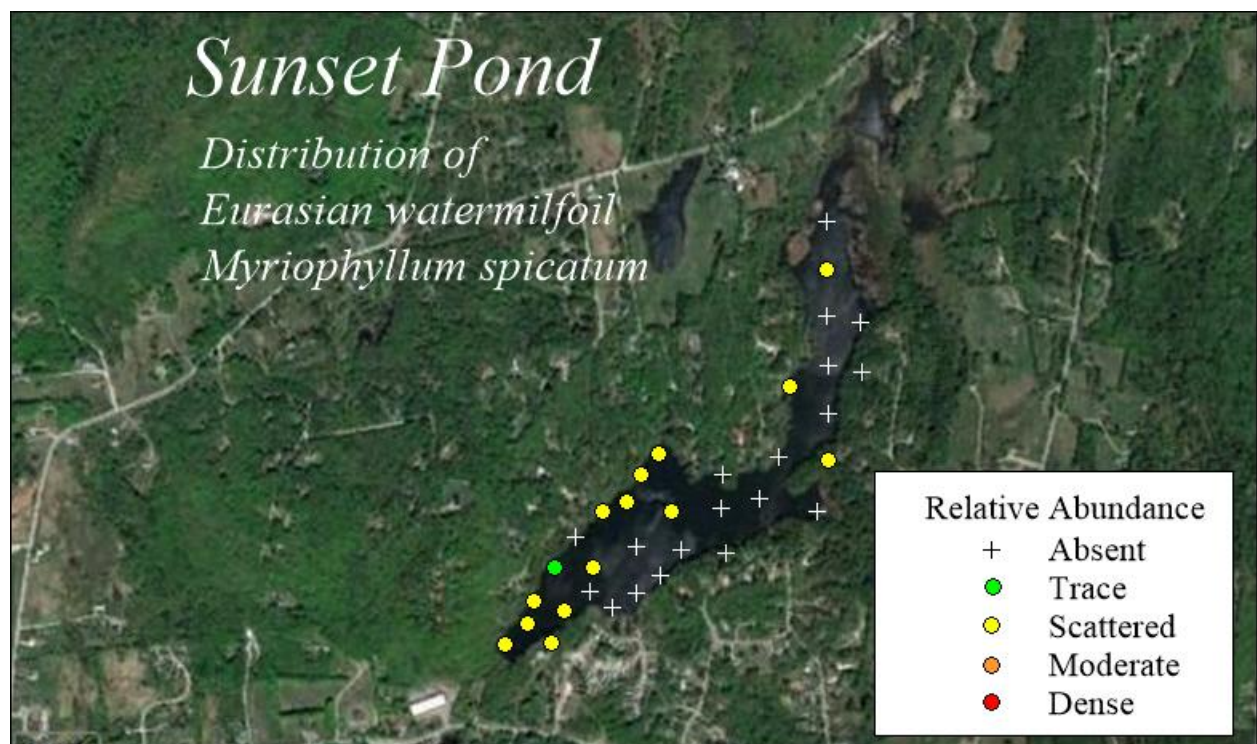 Sunset Pond
Distribution of
Eurasian watermilfoil
Myriophyllum spicatum
Relative Abundance
Absent
Trace
Scattered
Moderate
Dense